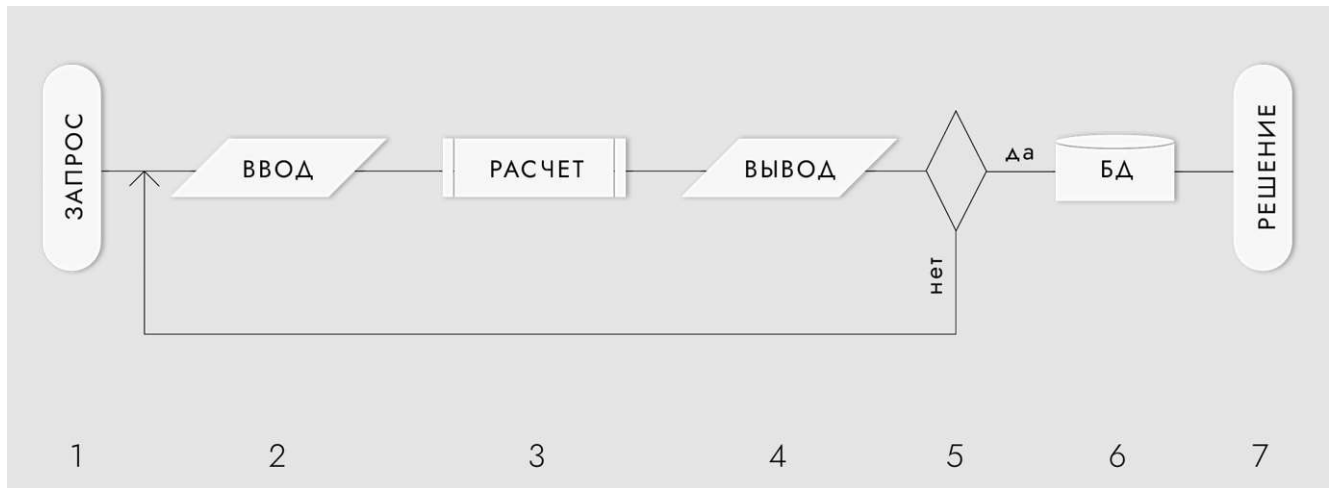 ЗАПРОС
ВВОД
РАСЧЕТ
ВЫВОД
да
нет
БД
РЕШЕНИЕ
1 2 3 4 5 6 7